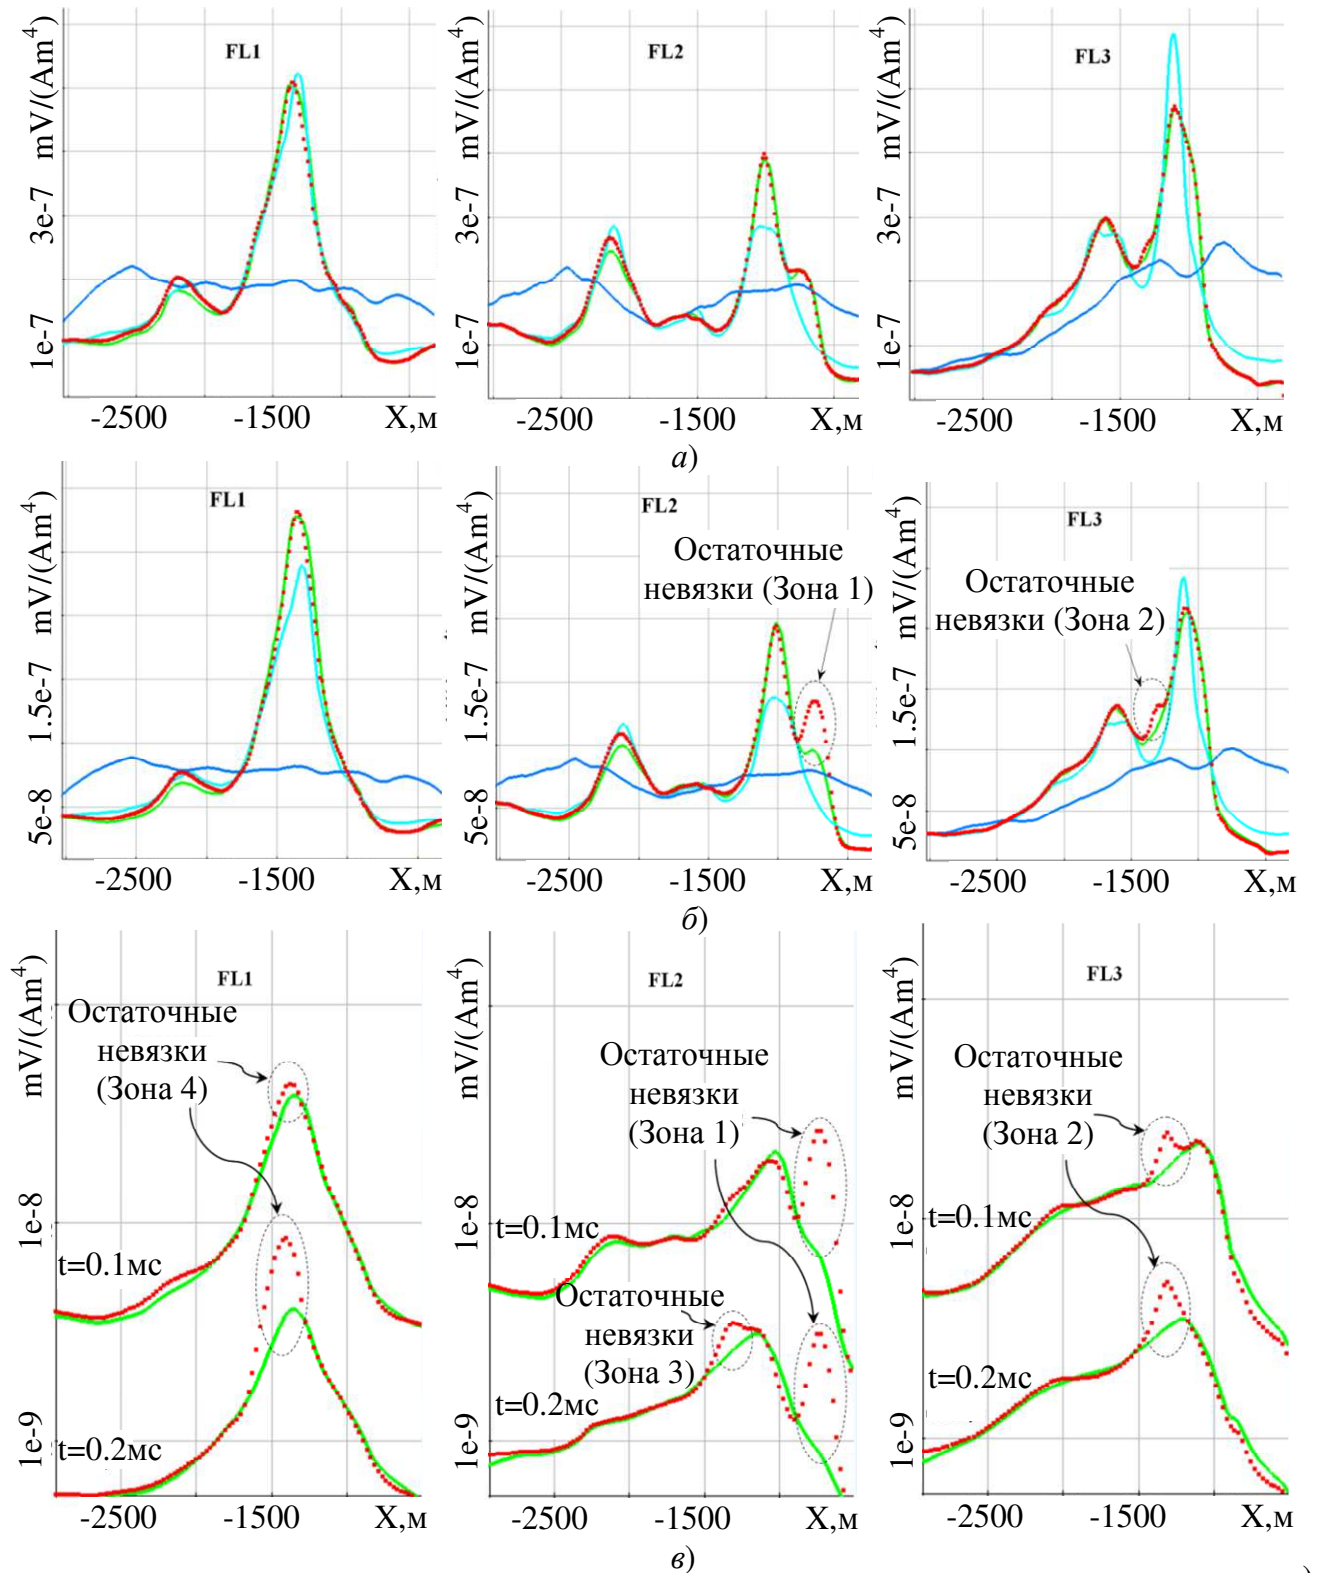 FL1
mV/(Am⁴)
3e-7
1e-7
-2500 -1500 X,м
FL2
mV/(Am⁴)
3e-7
1e-7
-2500 -1500 X,м
FL3
mV/(Am⁴)
3e-7
1e-7
-2500 -1500 X,м
а)
FL1
mV/(Am⁴)
1.5e-7
5e-8
-2500 -1500 X,м
FL2
mV/(Am⁴)
1.5e-7
5e-8
Остаточные
невязки (Зона 1)
-2500 -1500 X,м
FL3
mV/(Am⁴)
1.5e-7
5e-8
Остаточные
невязки (Зона 2)
-2500 -1500 X,м
б)
FL1
mV/(Am⁴)
1e-8
1e-9
Остаточные
невязки
(Зона 4)
t=0.1мс
t=0.2мс
-2500 -1500 X,м
FL2
mV/(Am⁴)
1e-8
1e-9
Остаточные
невязки
(Зона 1)
t=0.1мс
Остаточные
невязки
(Зона 3)
t=0.2мс
-2500 -1500 X,м
FL3
mV/(Am⁴)
1e-8
1e-9
Остаточные
невязки
(Зона 2)
t=0.1мс
t=0.2мс
-2500 -1500 X,м
в)